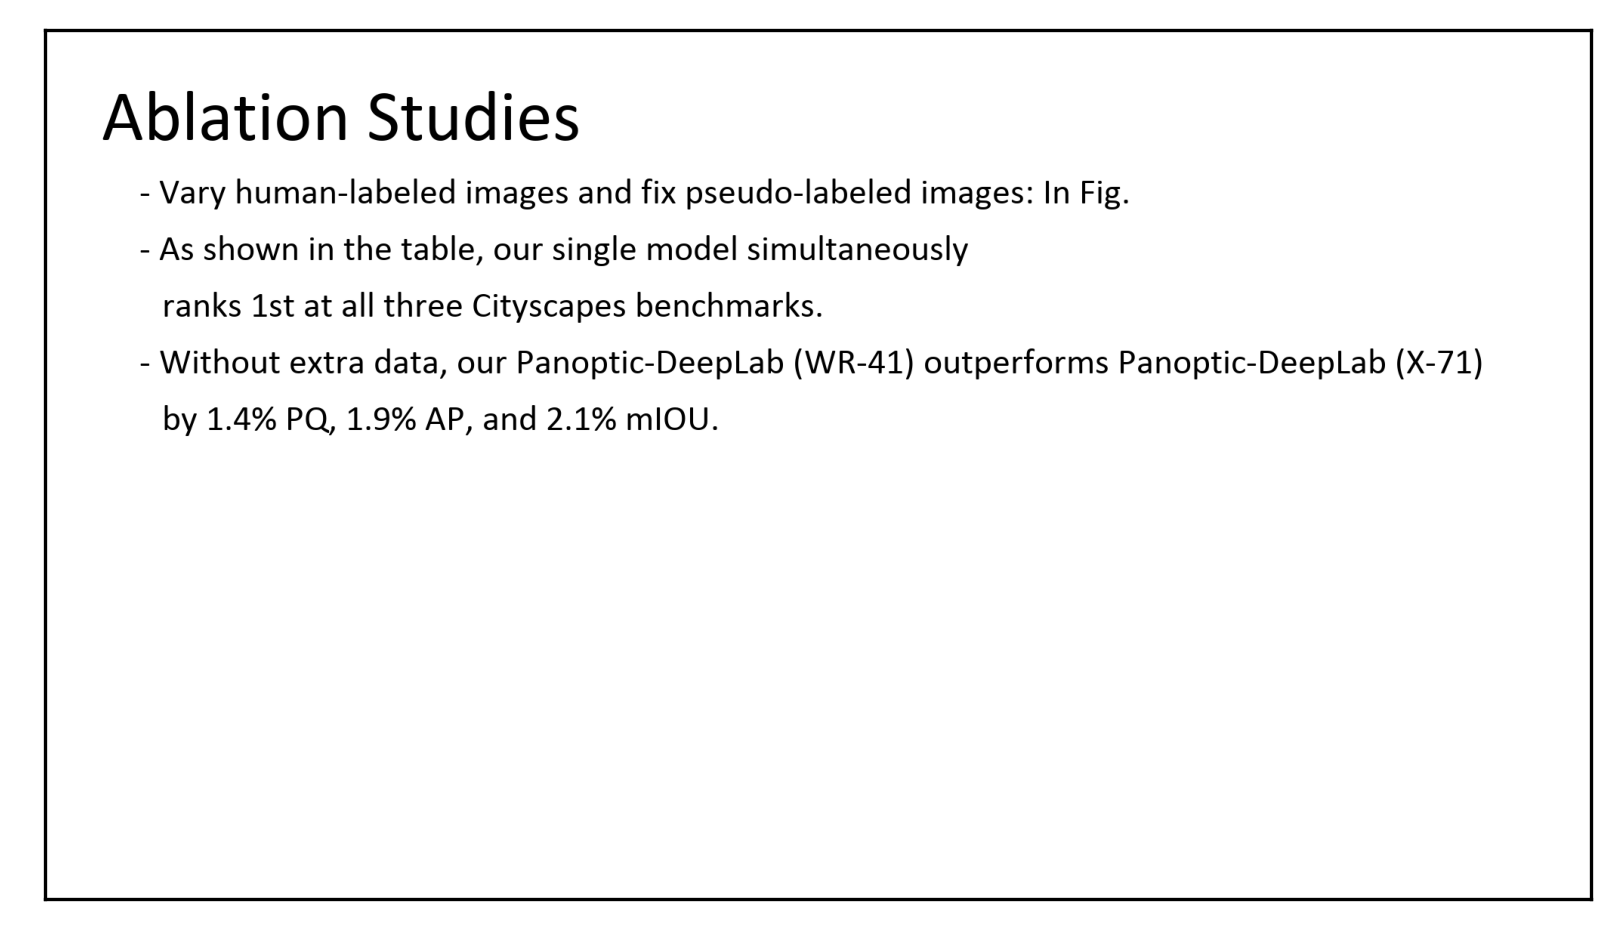 Ablation Studies
- Vary human-labeled images and fix pseudo-labeled images: In Fig.
- As shown in the table, our single model simultaneously
ranks 1st at all three Cityscapes benchmarks.
- Without extra data, our Panoptic-DeepLab (WR-41) outperforms Panoptic-DeepLab (X-71)
by 1.4% PQ, 1.9% AP, and 2.1% mIOU.